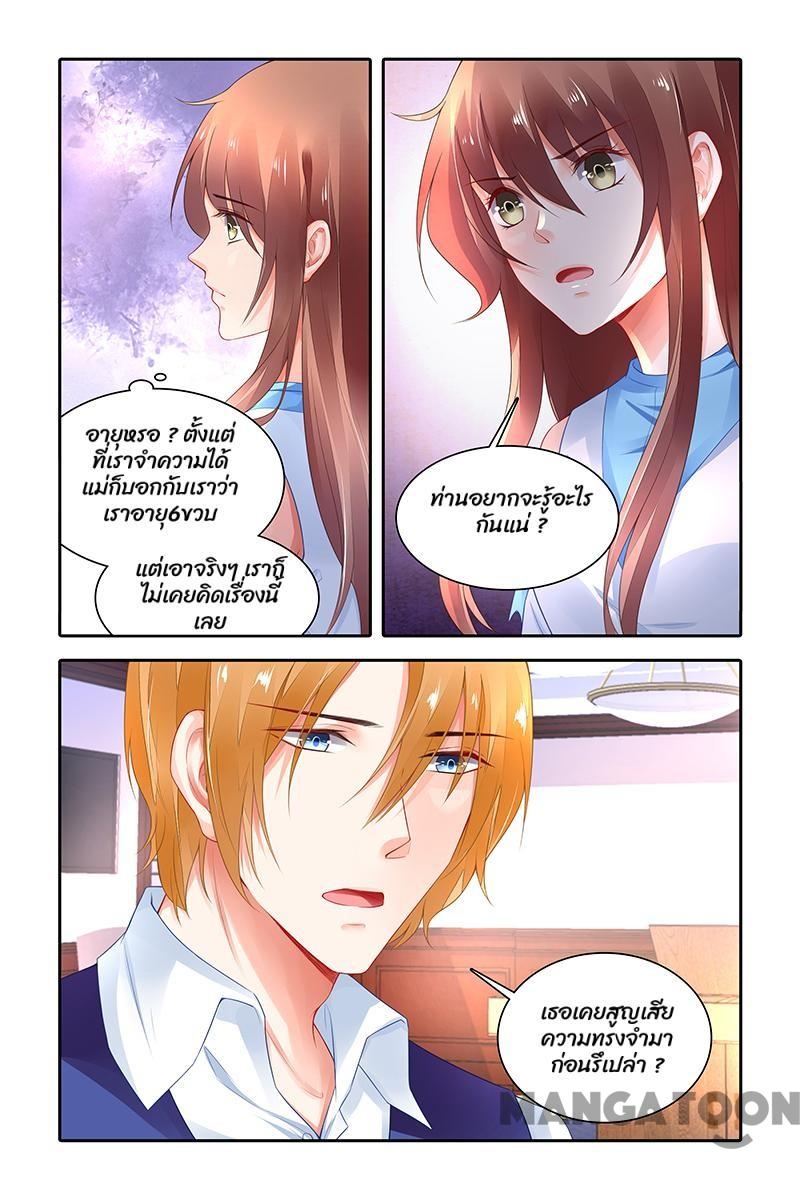 อายุหรอ ? ตั้งแต่
ที่เราจำความได้
แม่ก็บอกกับเราว่า
เราอายุ6ขวบ
แต่เอาจริงๆ เราก็
ไม่เคยคิดเรื่องนี้
เลย
ท่านอยากจะรู้อะไร
กันแน่ ?
เธอเคยสูญเสีย
ความทรงจำมา
ก่อนรึเปล่า ?
MANGATOON